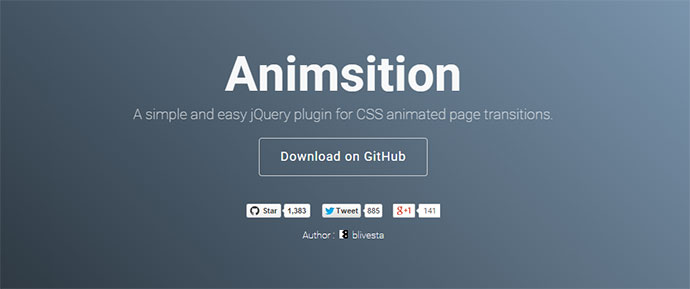 Animsition
A simple and easy jQuery plugin for CSS animated page transitions.
Download on GitHub
Star 1,383 Tweet 885 g+1 141
Author : blivesta